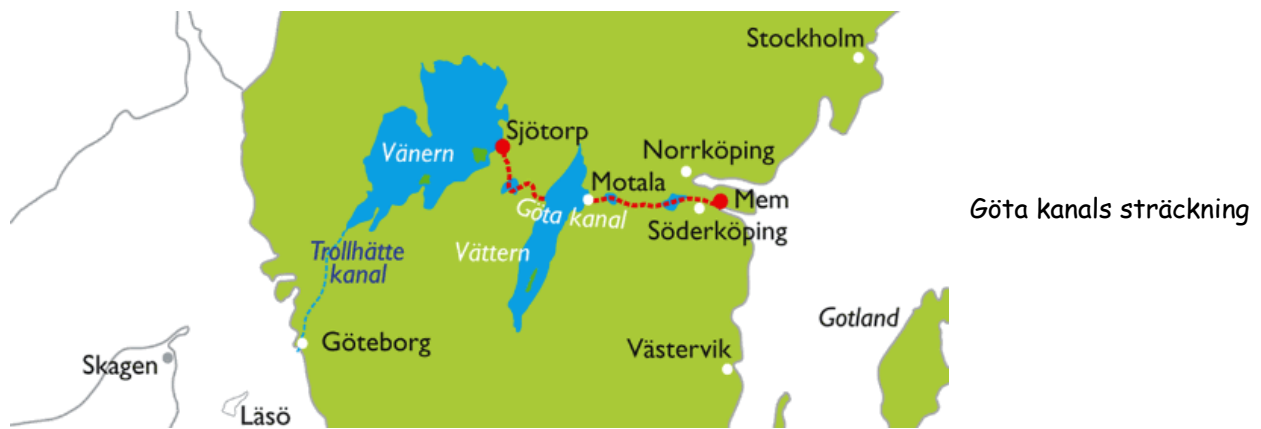 Stockholm
Sjötorp
Vänern
Norrköping
Motala
Mem
Göta kanal
Söderköping
Göta kanals sträckning
Trollhätte
kanal
Vättern
Gotland
Göteborg
Västervik
Skagen
Läsö